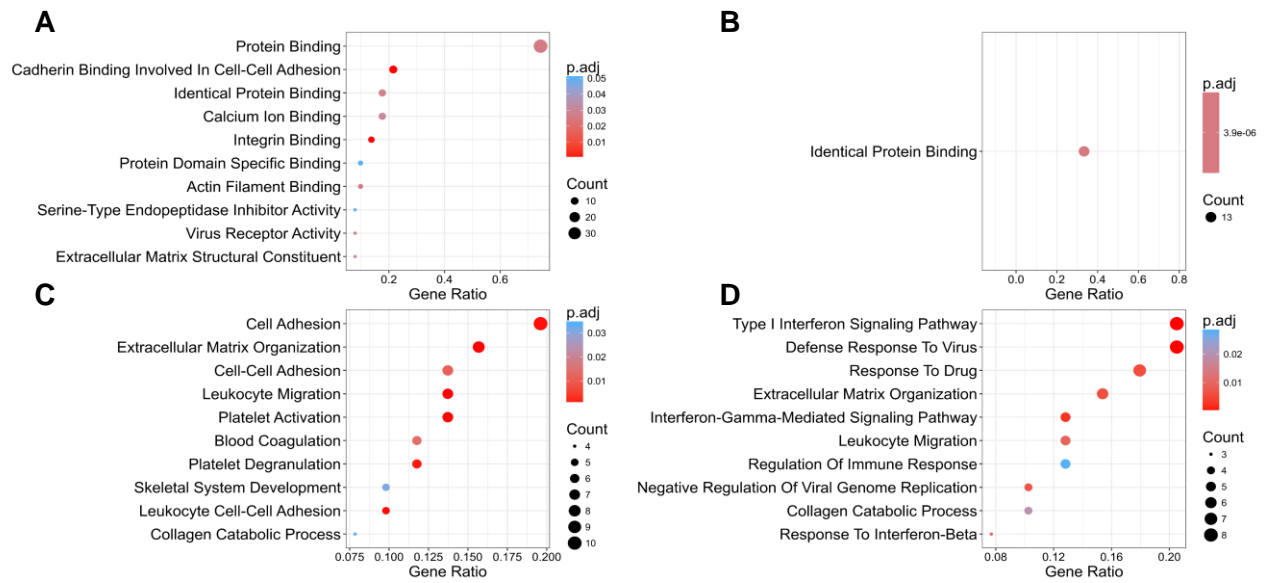 A
Protein Binding
Cadherin Binding Involved In Cell-Cell Adhesion
Identical Protein Binding
Calcium Ion Binding
Integrin Binding
Protein Domain Specific Binding
Actin Filament Binding
Serine-Type Endopeptidase Inhibitor Activity
Virus Receptor Activity
Extracellular Matrix Structural Constituent
0.2 0.4 0.6
Gene Ratio
p.adj
0.05
0.04
0.03
0.02
0.01
Count
10
20
30
B
Identical Protein Binding
0.0 0.2 0.4 0.6 0.8
Gene Ratio
p.adj
3.9e-06
Count
13
C
Cell Adhesion
Extracellular Matrix Organization
Cell-Cell Adhesion
Leukocyte Migration
Platelet Activation
Blood Coagulation
Platelet Degranulation
Skeletal System Development
Leukocyte Cell-Cell Adhesion
Collagen Catabolic Process
0.075 0.100 0.125 0.150 0.175 0.200
Gene Ratio
p.adj
0.03
0.02
0.01
Count
4
5
6
7
8
9
10
D
Type I Interferon Signaling Pathway
Defense Response To Virus
Response To Drug
Extracellular Matrix Organization
Interferon-Gamma-Mediated Signaling Pathway
Leukocyte Migration
Regulation Of Immune Response
Negative Regulation Of Viral Genome Replication
Collagen Catabolic Process
Response To Interferon-Beta
0.08 0.12 0.16 0.20
Gene Ratio
p.adj
0.02
0.01
Count
3
4
5
6
7
8